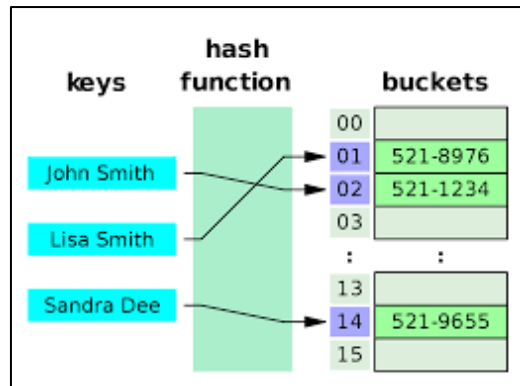 hash
keys function buckets
00
01 521-8976
John Smith
02 521-1234
Lisa Smith
03
: :
13
Sandra Dee
14 521-9655
15